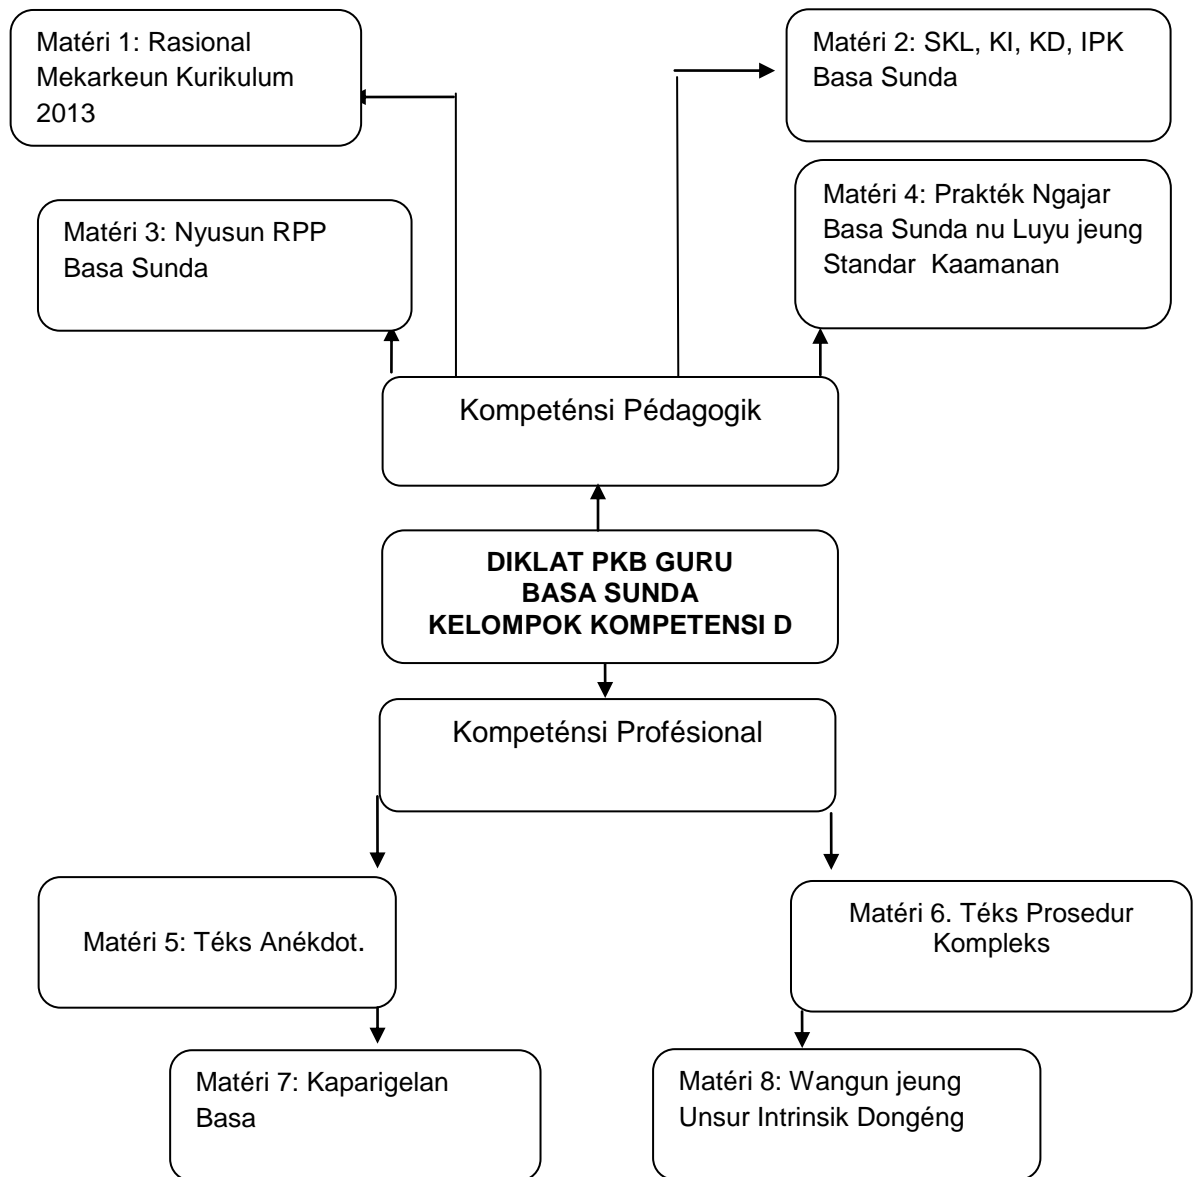 Matéri 1: Rasional
Mekarkeun Kurikulum
2013
Matéri 2: SKL, KI, KD, IPK
Basa Sunda
Matéri 3: Nyusun RPP
Basa Sunda
Matéri 4: Prakték Ngajar
Basa Sunda nu Luyu jeung
Standar Kaamanan
Kompeténsi Pédagogik
DIKLAT PKB GURU
BASA SUNDA
KELOMPOK KOMPETENSI D
Kompeténsi Profésional
Matéri 5: Téks Anékdot.
Matéri 6. Téks Prosedur
Kompleks
Matéri 7: Kaparigelan
Basa
Matéri 8: Wangun jeung
Unsur Intrinsik Dongéng